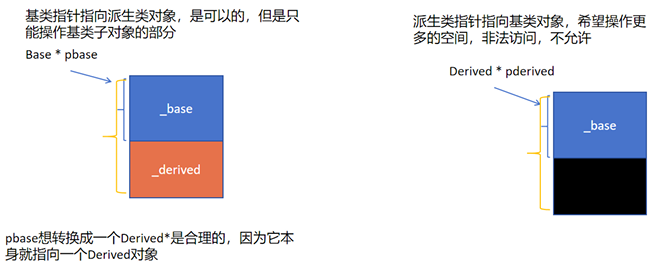 基类指针指向派生类对象，是可以的，但是只
能操作基类子对象的部分
Base * pbase
_base
_derived
pbase想转换成一个Derived*是合理的，因为它本
身就指向一个Derived对象
派生类指针指向基类对象，希望操作更
多的空间，非法访问，不允许
Derived * pderived
_base